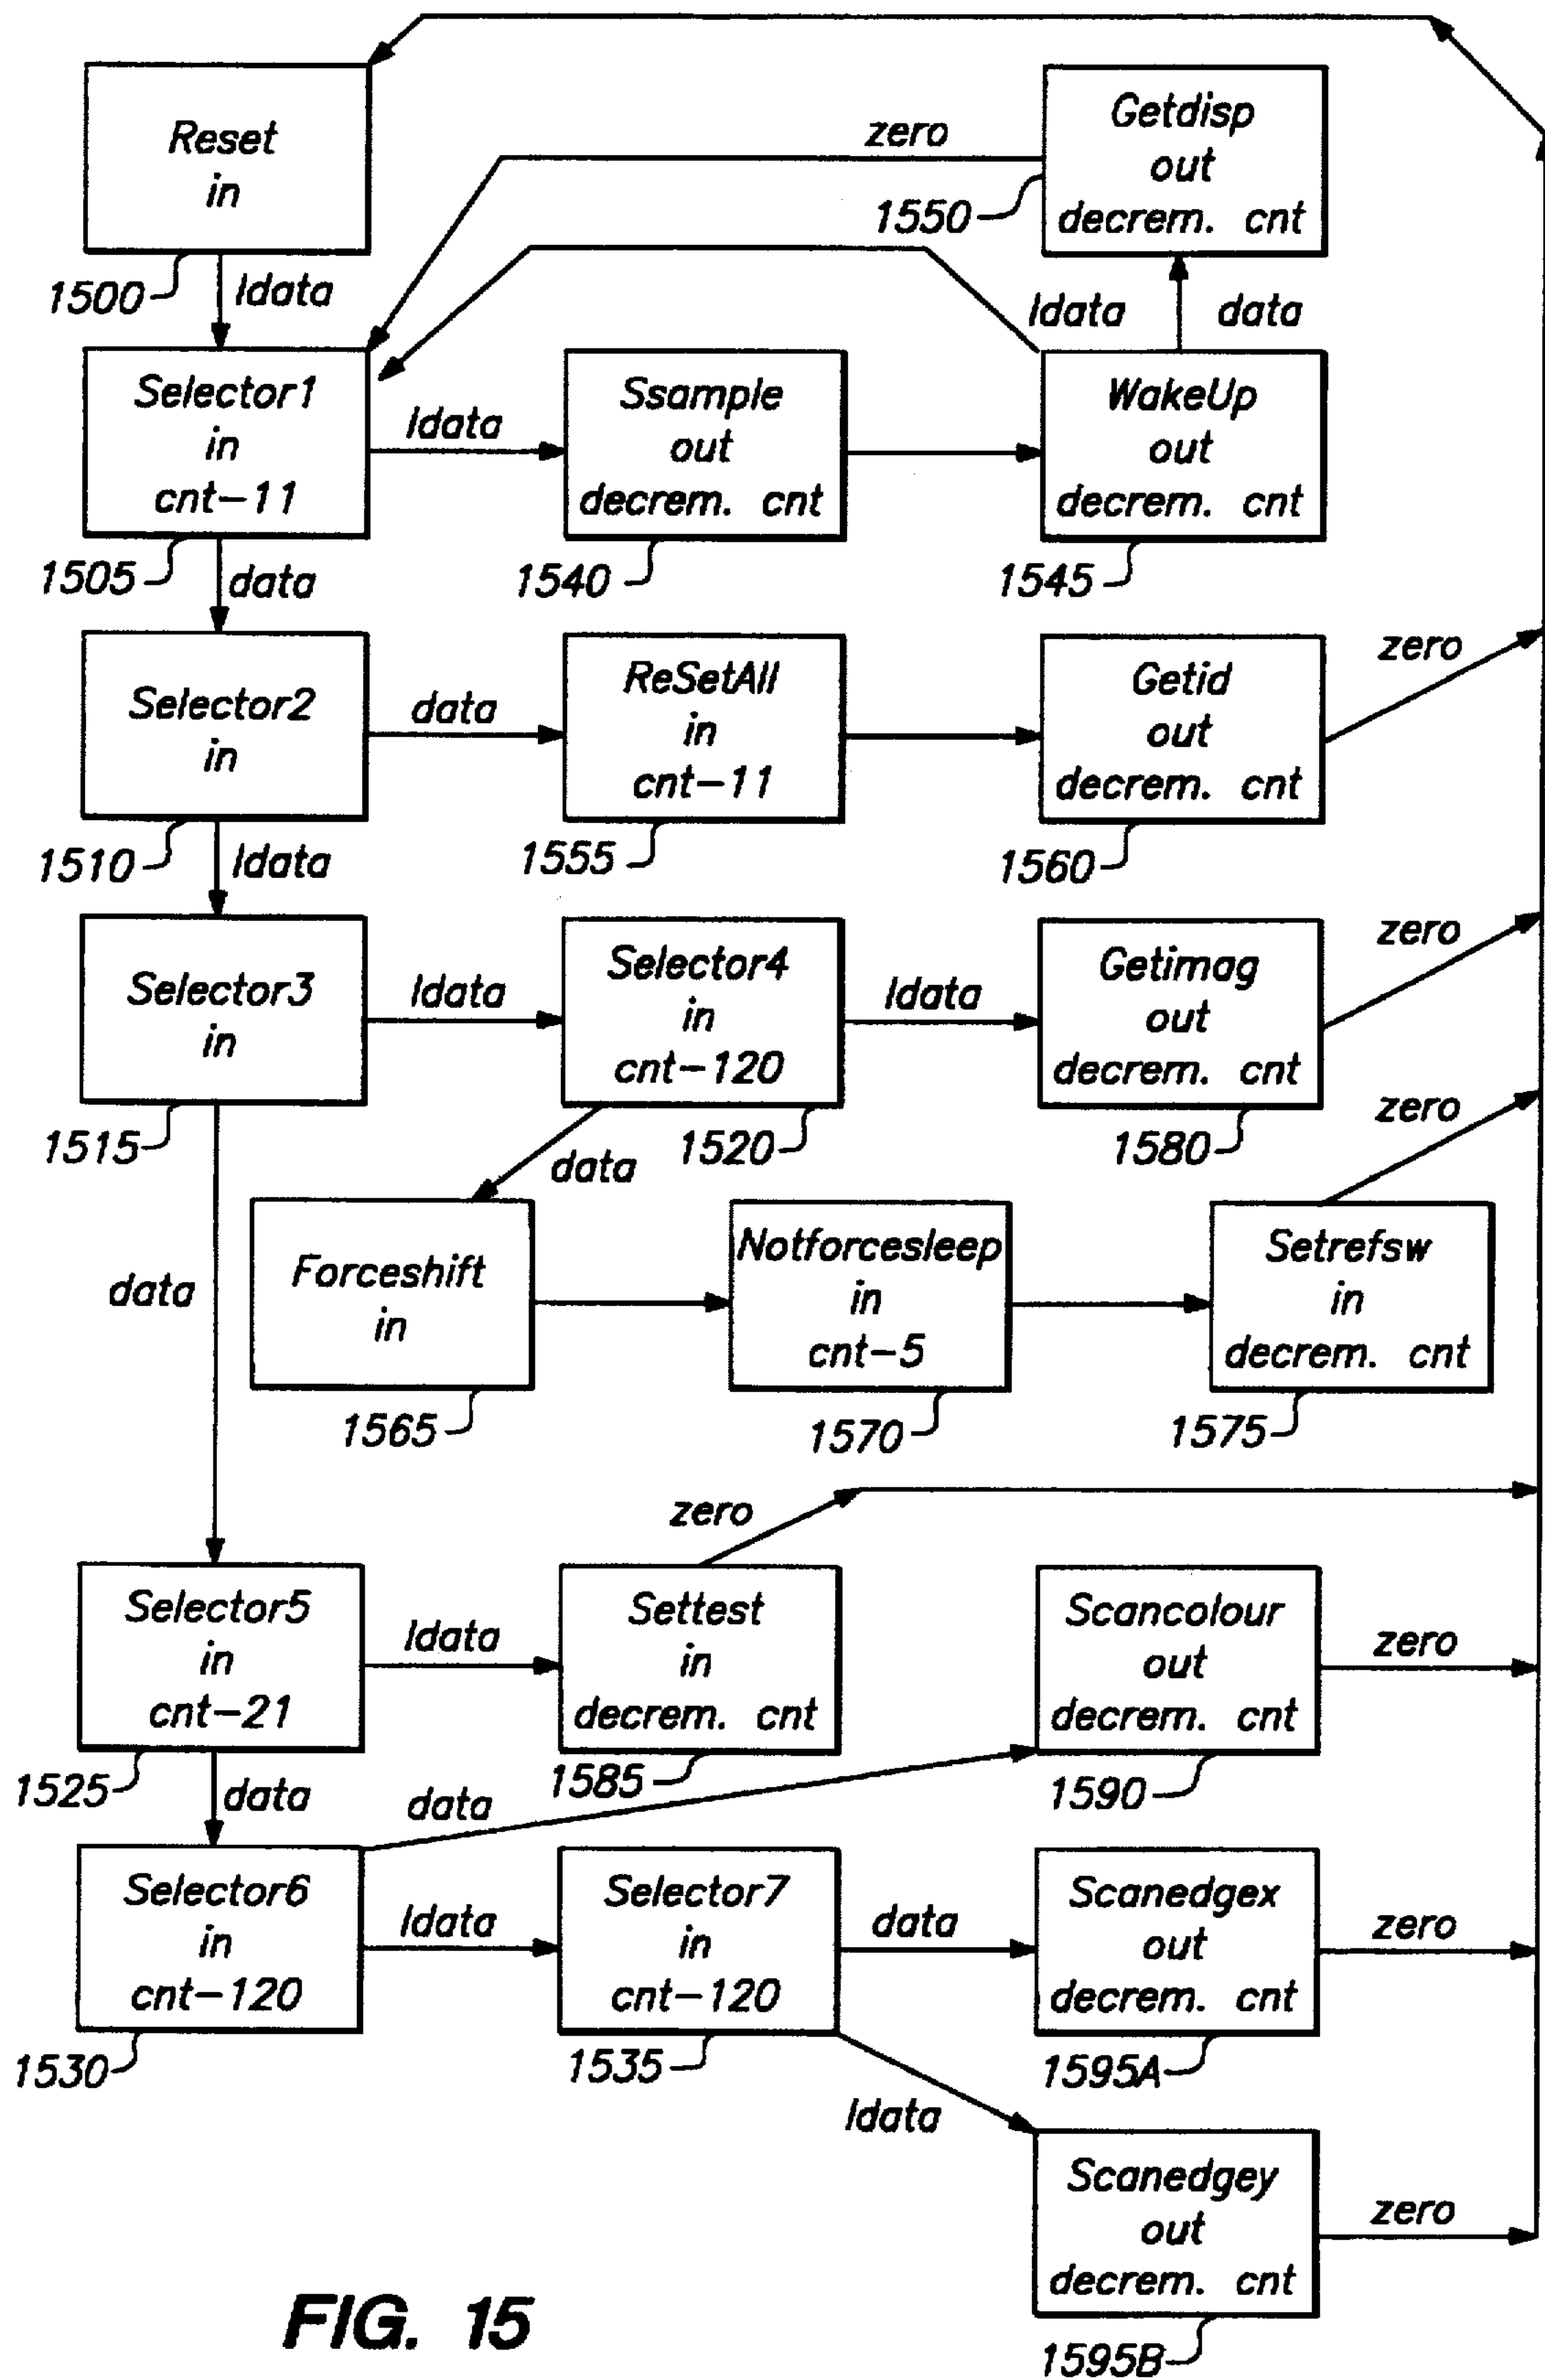 Reset
in
1500
ldata
zero
Getdisp
out
decrem. cnt
1550
ldata
data
Selector1
in
cnt-11
1505
ldata
Ssample
out
decrem. cnt
1540
WakeUp
out
decrem. cnt
1545
data
Selector2
in
1510
data
ReSetAll
in
cnt-11
1555
Getid
out
decrem. cnt
1560
zero
ldata
Selector3
in
1515
ldata
Selector4
in
cnt-120
1520
ldata
Getimag
out
decrem. cnt
1580
zero
data
zero
data
Forceshift
in
1565
Notforcesleep
in
cnt-5
1570
Setrefsw
in
decrem. cnt
1575
zero
Selector5
in
cnt-21
1525
ldata
Settest
in
decrem. cnt
1585
Scancolour
out
decrem. cnt
1590
zero
data
data
Selector6
in
cnt-120
1530
ldata
Selector7
in
cnt-120
1535
data
Scanedgex
out
decrem. cnt
1595A
zero
ldata
Scanedgey
out
decrem. cnt
1595B
zero
FIG. 15